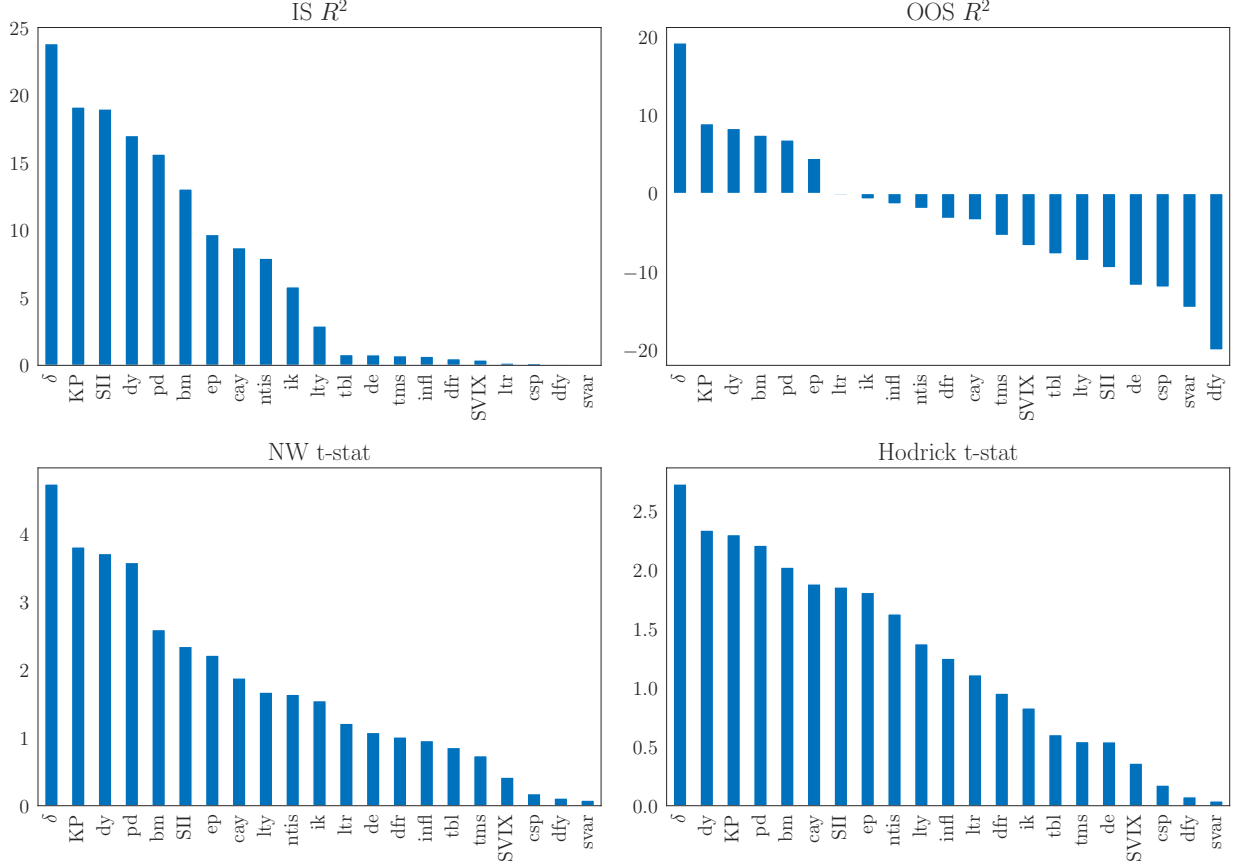 IS R²
25
20
15
10
5
0
δ KP SII dy pd bm ep cay ntis ik lty tbl de tms infl dfr SVIX ltr csp dfy svar
OOS R²
20
10
0
−10
−20
δ KP dy bm pd ep ltr ik infl ntis dfr cay tms SVIX tbl lty SII de csp svar dfy
NW t-stat
4
3
2
1
0
δ KP dy pd bm SII ep cay lty ntis ik ltr de dfr infl tbl tms SVIX csp dfy svar
Hodrick t-stat
2.5
2.0
1.5
1.0
0.5
0.0
δ dy KP pd bm cay SII ep ntis lty infl ltr dfr ik tbl tms de SVIX csp dfy svar